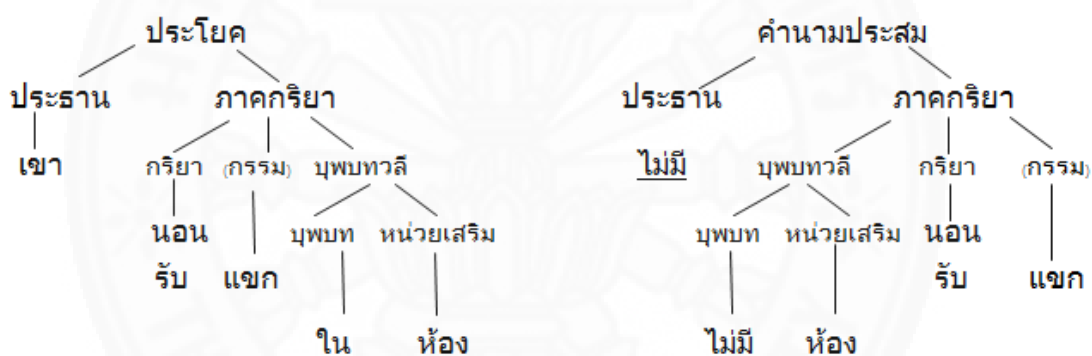 ประโยค คำนามประสม
ประธาน ภาคกริยา ประธาน ภาคกริยา
เขา กริยา (กรรม) บุพบทวลี ไม่มี บุพบทวลี กริยา (กรรม)
นอน บุพบท หน่วยเสริม บุพบท หน่วยเสริม นอน
รับ แขก รับ แขก
ใน ห้อง ไม่มี ห้อง